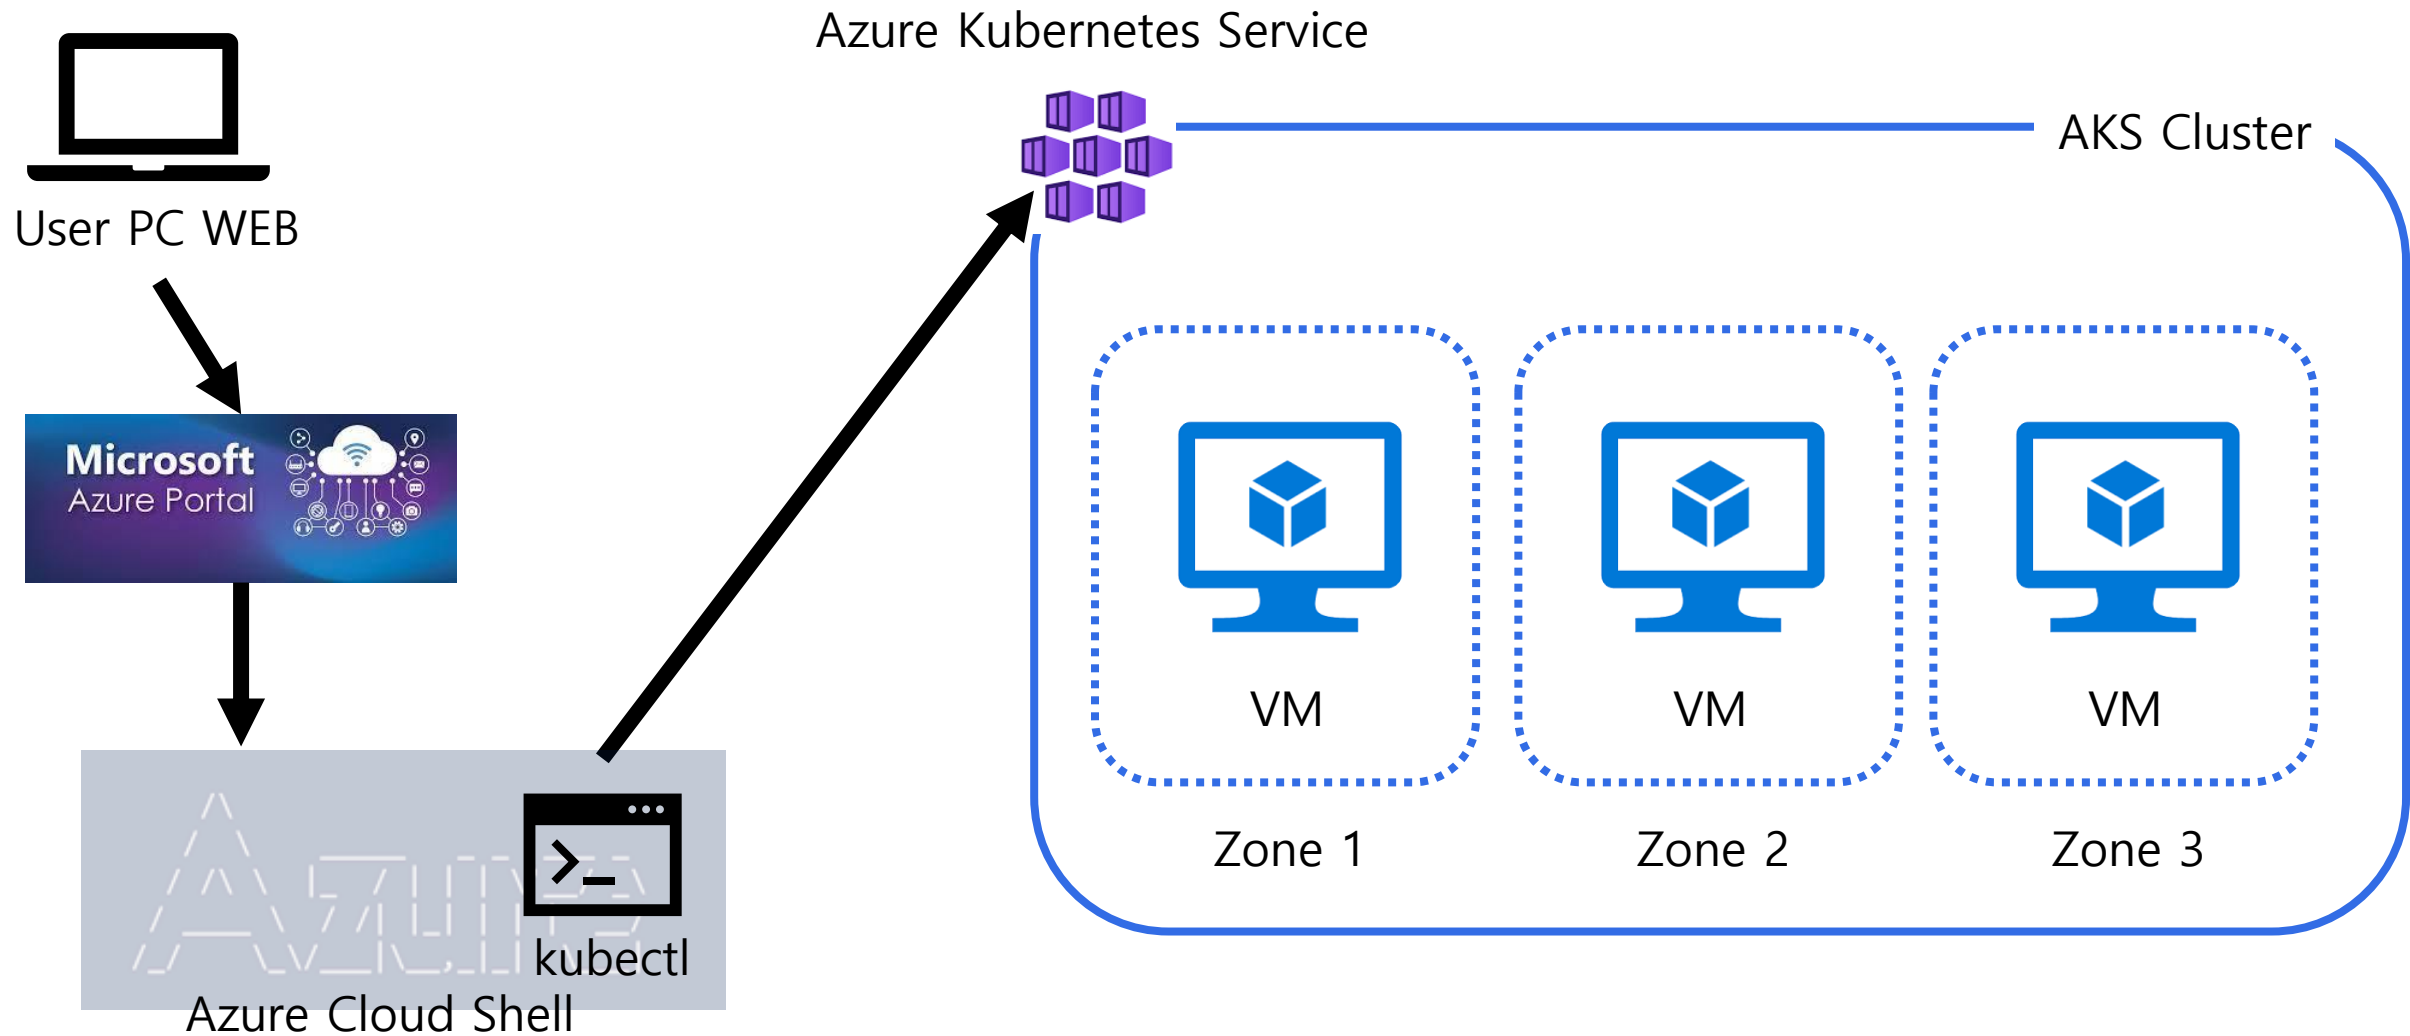 Azure Kubernetes Service
AKS Cluster
User PC WEB
Microsoft
Azure Portal
VM
VM
VM
Zone 1
Zone 2
Zone 3
Azure
>_
kubectl
Azure Cloud Shell